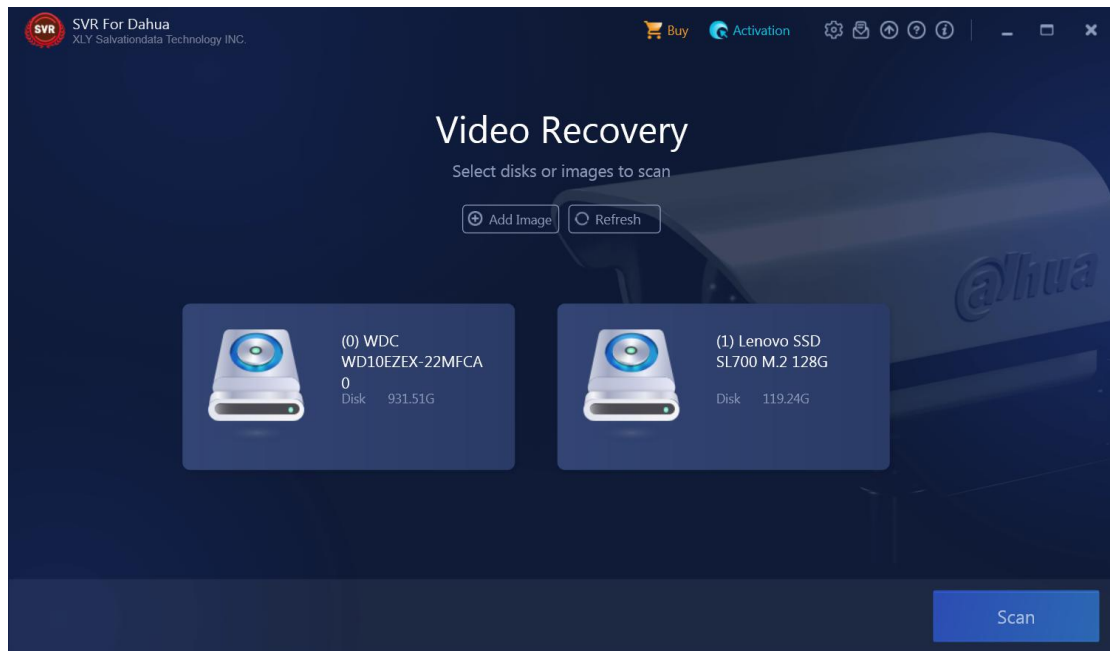 SVR
SVR For Dahua
XLY Salvationdata Technology INC.
Buy
Activation
Video Recovery
Select disks or images to scan
Add Image
Refresh
alhua
(0) WDC
WD10EZEX-22MFCA
0
Disk 931.51G
(1) Lenovo SSD
SL700 M.2 128G
Disk 119.24G
Scan